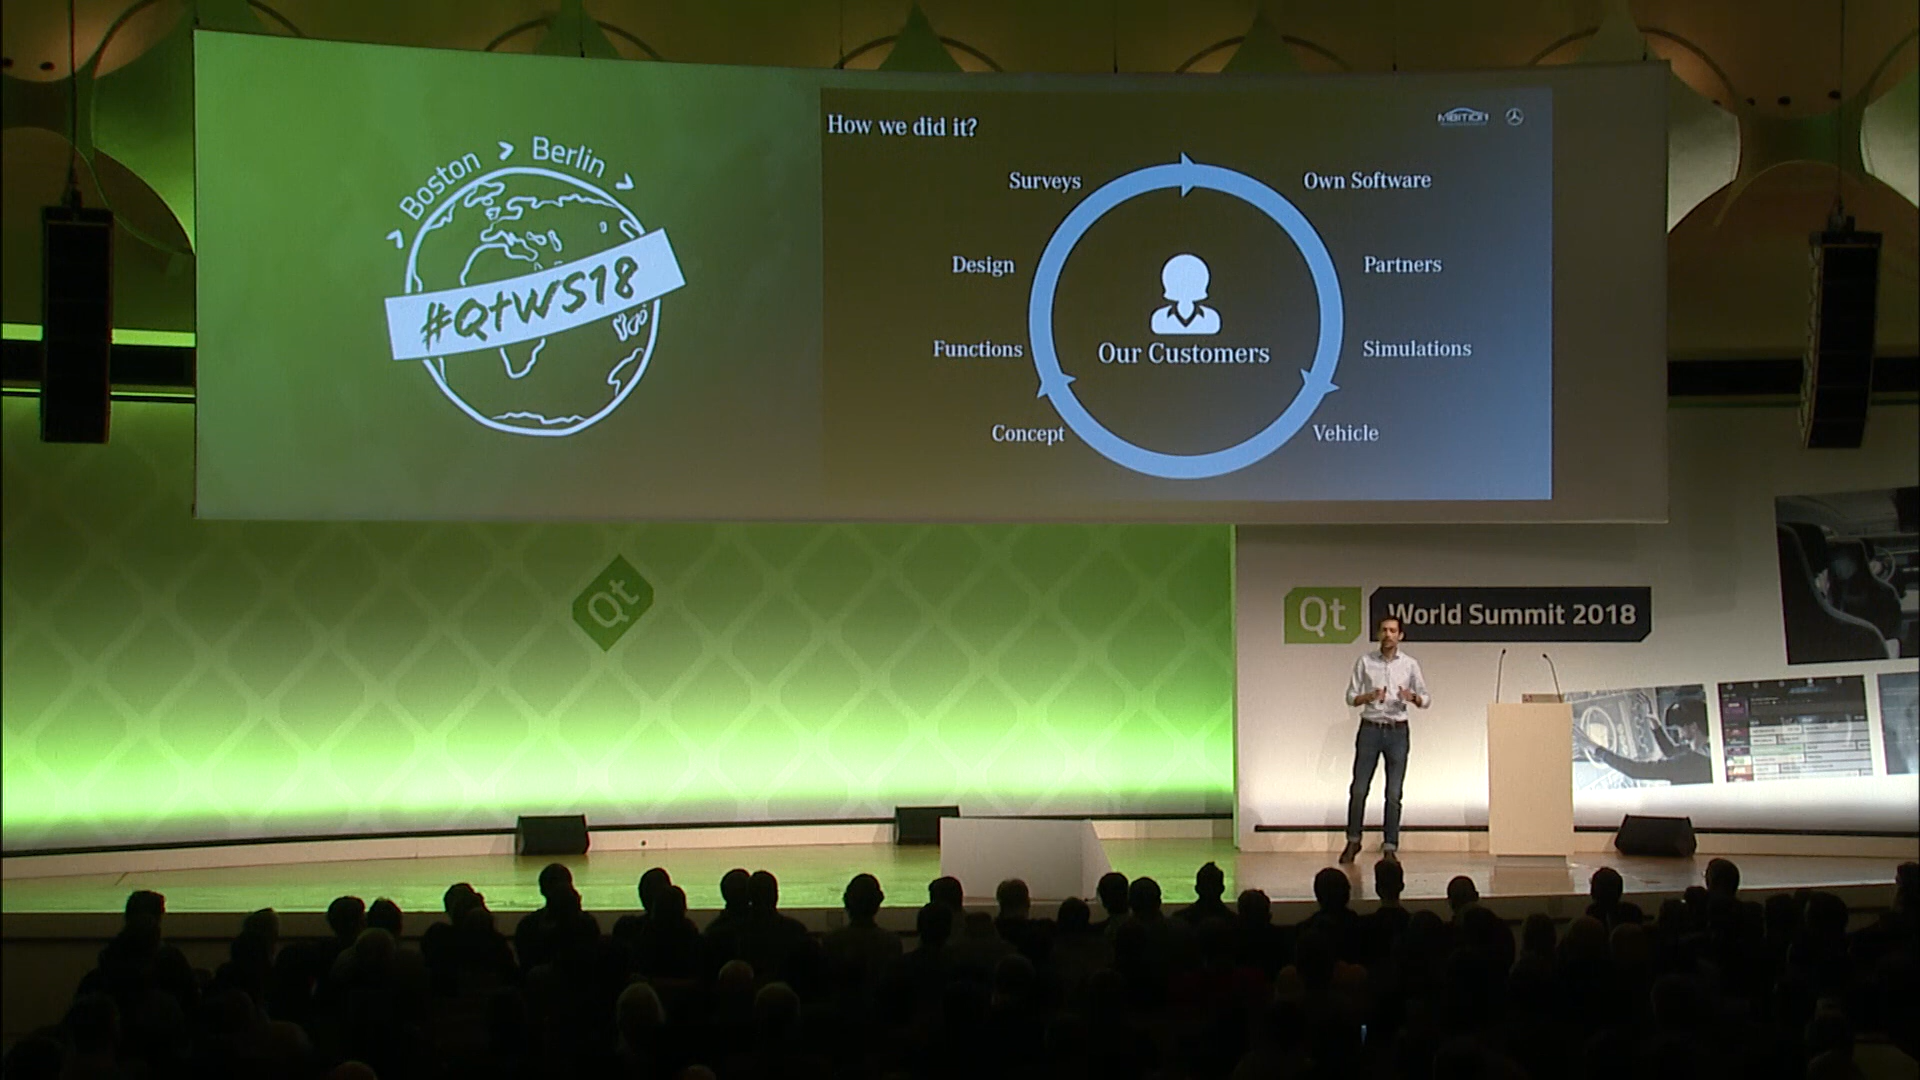 > Boston > Berlin >
#QtWS18
How we did it?
MBITION
Surveys
Own Software
Design
Partners
Functions
Our Customers
Simulations
Concept
Vehicle
Qt
Qt World Summit 2018